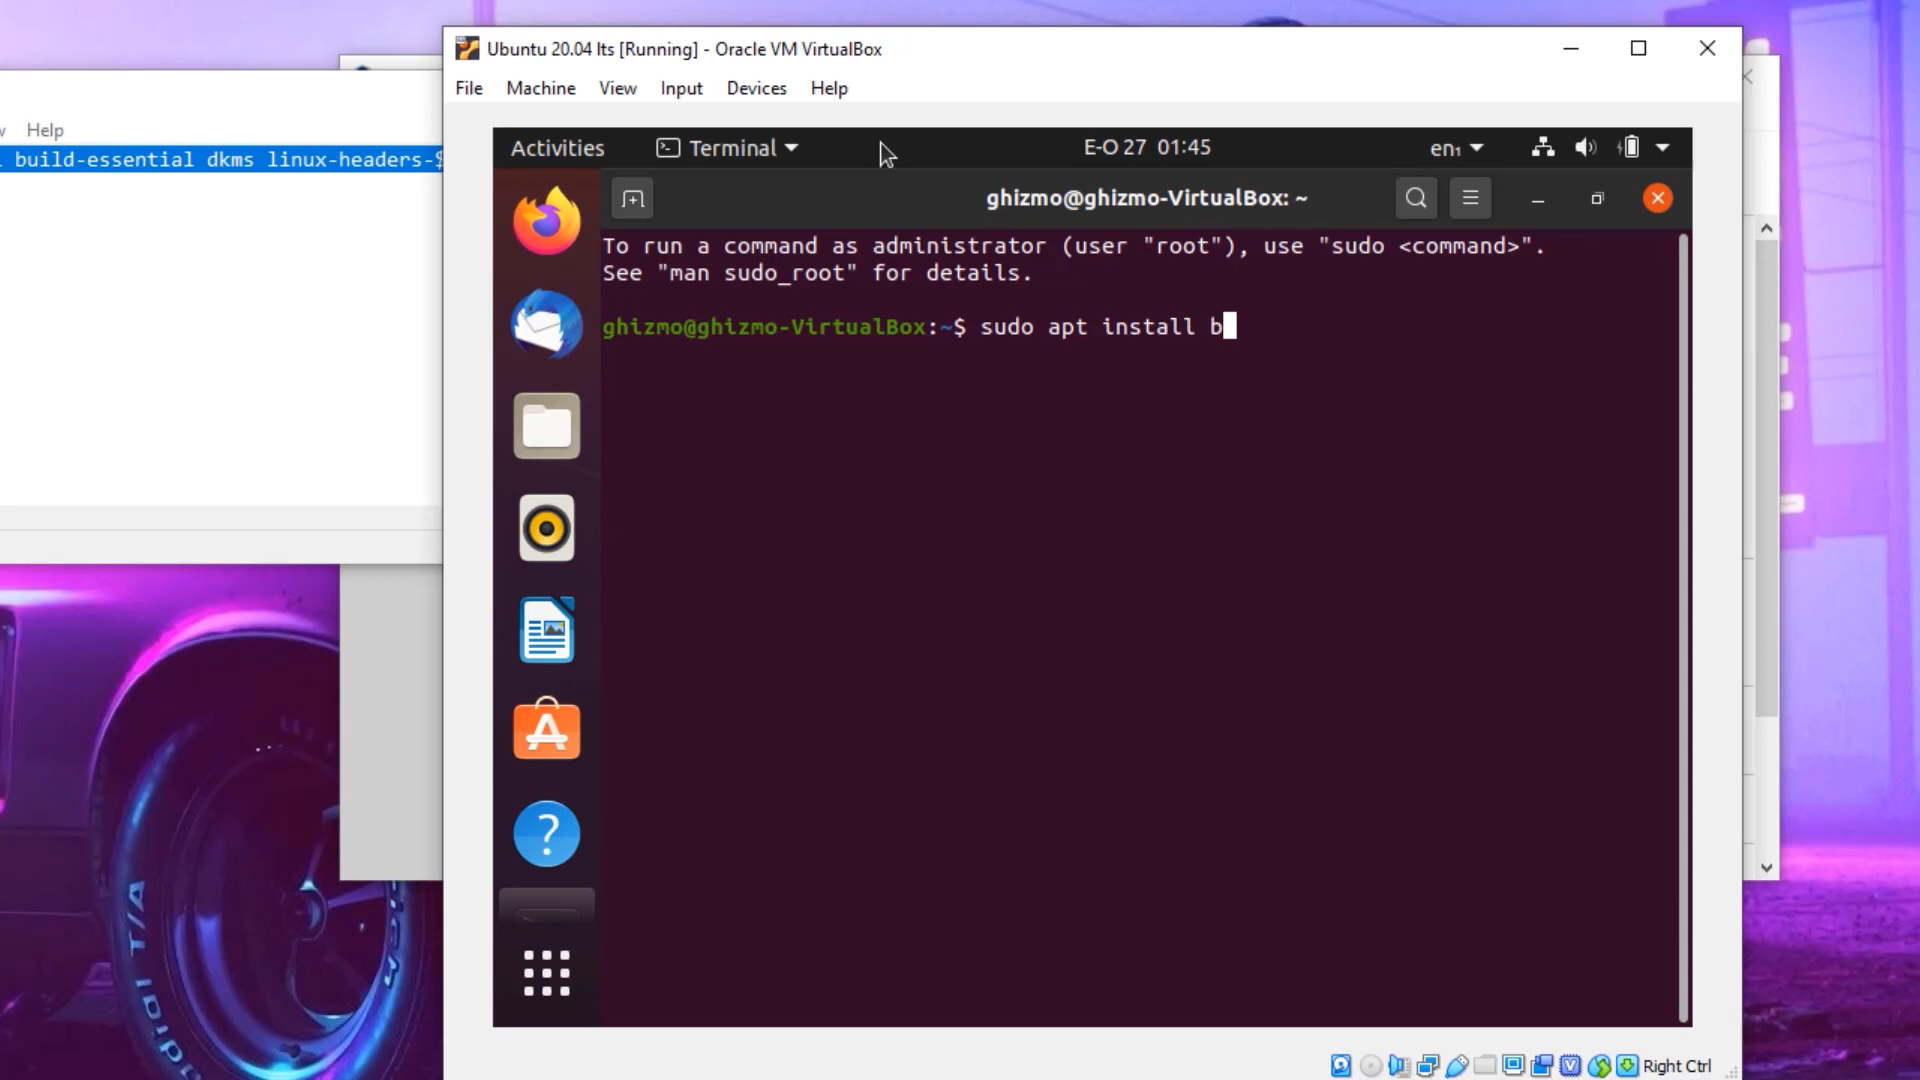 Ubuntu 20.04 lts [Running] - Oracle VM VirtualBox
File Machine View Input Devices Help
Help
build-essential dkms linux-headers-$
Activities Terminal E-O 27 01:45 en₁
ghizmo@ghizmo-VirtualBox: ~
To run a command as administrator (user "root"), use "sudo <command>".
See "man sudo_root" for details.
ghizmo@ghizmo-VirtualBox:~$ sudo apt install b
Right Ctrl